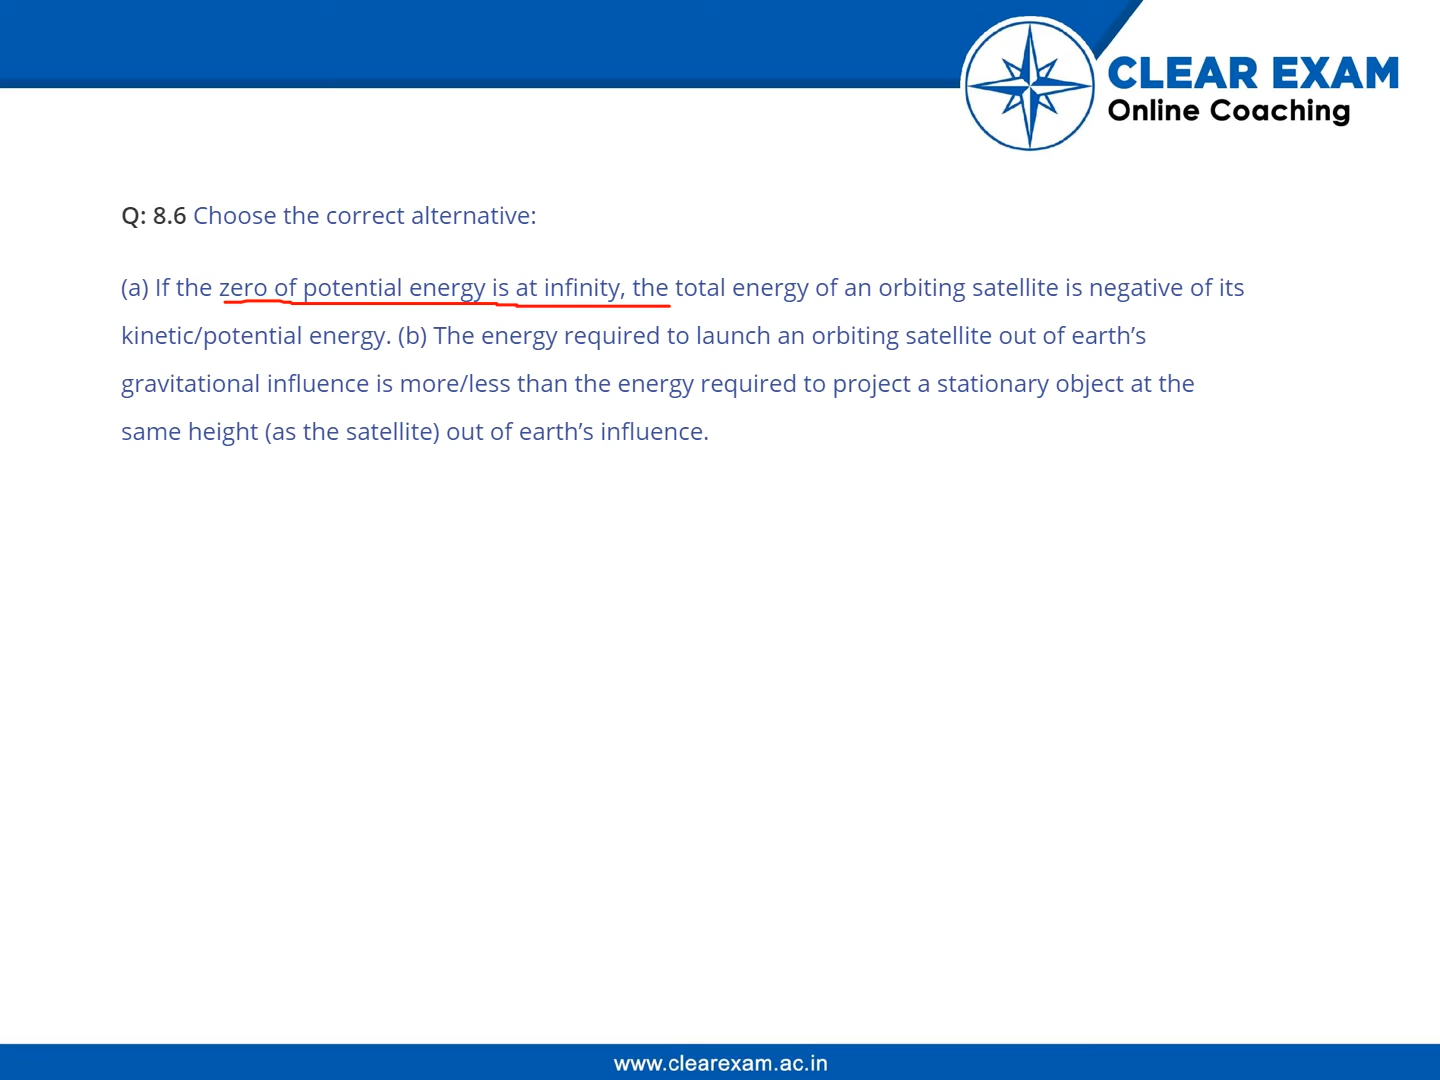 CLEAR EXAM
Online Coaching
Q: 8.6 Choose the correct alternative:
(a) If the zero of potential energy is at infinity, the total energy of an orbiting satellite is negative of its
kinetic/potential energy. (b) The energy required to launch an orbiting satellite out of earth’s
gravitational influence is more/less than the energy required to project a stationary object at the
same height (as the satellite) out of earth’s influence.
www.clearexam.ac.in